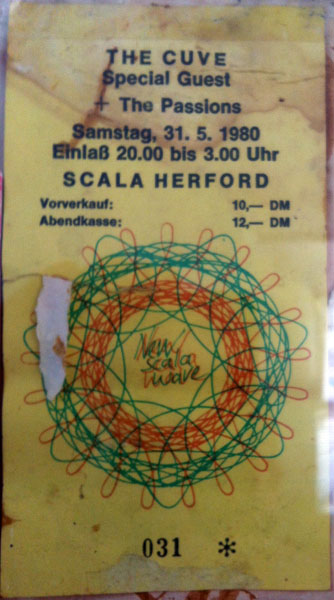 THE CUVE
Special Guest
+ The Passions
Samstag, 31. 5. 1980
Einlaß 20.00 bis 3.00 Uhr
SCALA HERFORD
Vorverkauf: 10,— DM
Abendkasse: 12,— DM
New
Scala
wave
031 *